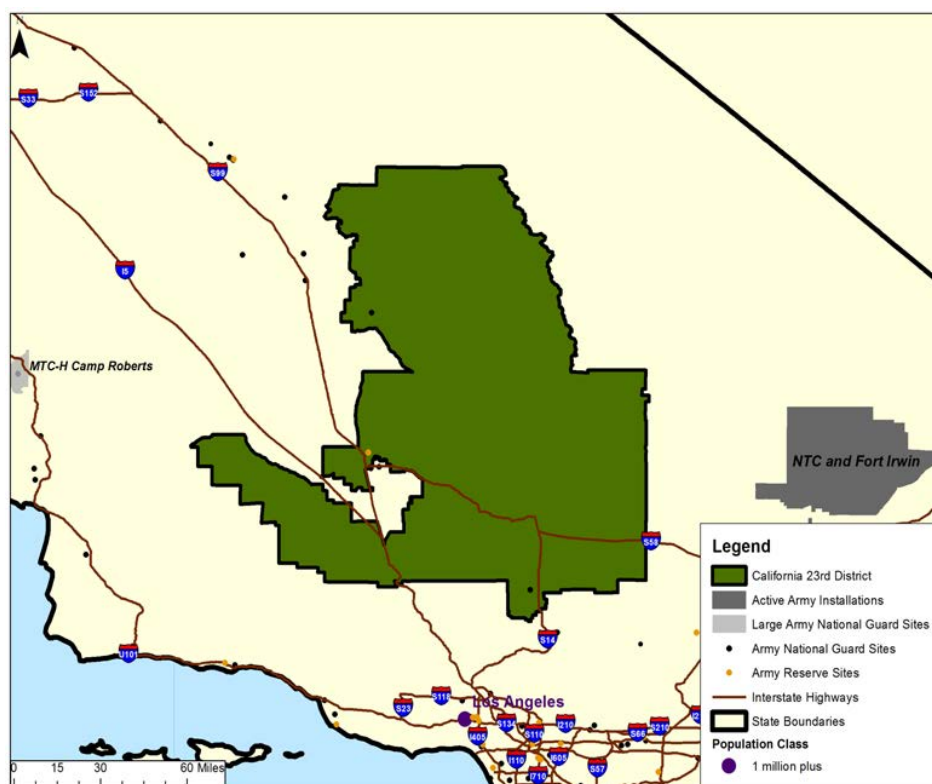 N
S33
S152
S99
I5
MTC-H Camp Roberts
NTC and Fort Irwin
S58
S14
U101
S118
S23
Los Angeles
S134
I210
I405
S110
S66
S210
I110
I605
I710
S57
0 15 30 60 Miles
Legend
California 23rd District
Active Army Installations
Large Army National Guard Sites
Army National Guard Sites
Army Reserve Sites
Interstate Highways
State Boundaries
Population Class
1 million plus